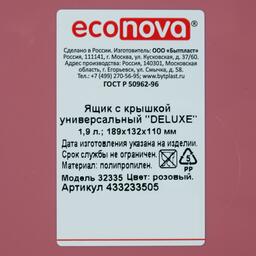 econova®
Сделано в России. Изготовитель: ООО «Бытпласт»,
Россия, 111141, г. Москва, ул. Кусковская, д. 37/60.
Адрес производства: Россия, 140301, Московская
область, г. Егорьевск, ул. Смычка, д. 58.
Тел.: +7 (499) 270-56-95; www.bytplast.ru
ГОСТ Р 50962-96
Ящик с крышкой
универсальный "DELUXE"
1,9 л.; 189х132х110 мм
Дата изготовления указана на изделии.
Срок службы не ограничен.
Материал: полипропилен.
5
PP
Модель 32335 Цвет: розовый.
Артикул 433233505